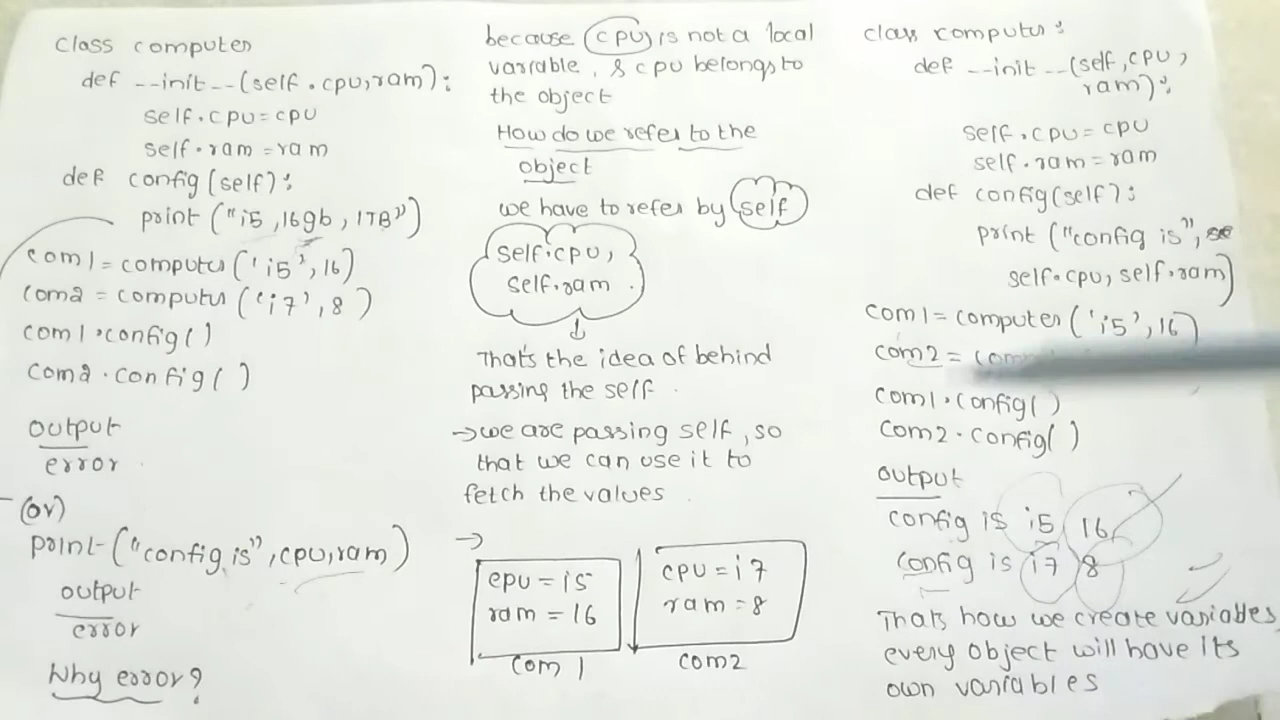 class computer
def __init__(self.cpu,ram):
self.cpu=cpu
self.ram=ram
def config(self):
print("i5,16gb,1TB")
com1=computer('i5',16)
com2=computer('i7',8)
com1.config()
com2.config()
output
error
(or)
print("config is",cpu,ram)
output
error
Why error?
because cpu is not a local
variable, & cpu belongs to
the object
How do we refer to the
object
we have to refer by self
self.cpu,
self.ram
That's the idea of behind
passing the self.
→we are passing self, so
that we can use it to
fetch the values.
→
cpu=i5
ram=16
com1
cpu=i7
ram=8
com2
class computer:
def __init__(self,cpu,
ram):
self.cpu=cpu
self.ram=ram
def config(self):
print("config is",
self.cpu,self.ram)
com1=computer('i5',16)
com2=
com1.config()
com2.config()
output
config is i5 16
config is i7 8
Thats how we create variables,
every object will have its
own variables